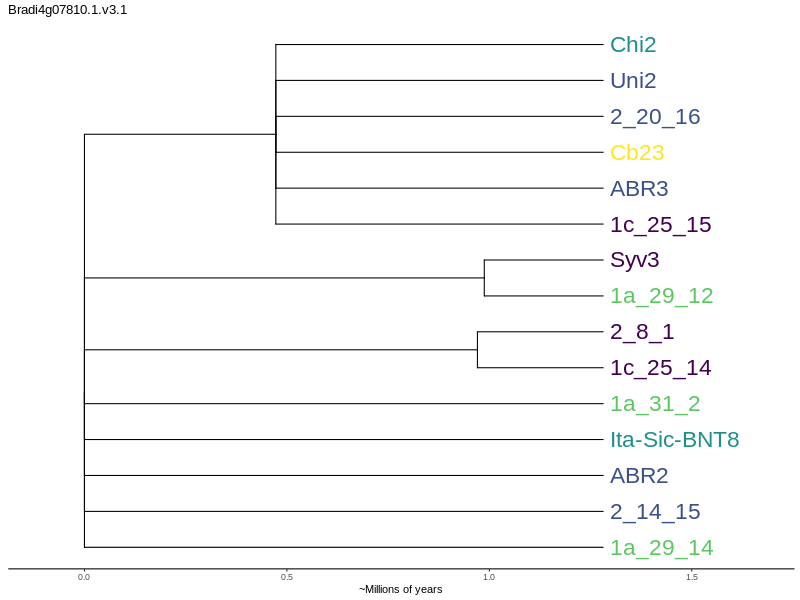 Bradi4g07810.1.v3.1
Chi2
Uni2
2_20_16
Cb23
ABR3
1c_25_15
Syv3
1a_29_12
2_8_1
1c_25_14
1a_31_2
Ita-Sic-BNT8
ABR2
2_14_15
1a_29_14
0.0 0.5 1.0 1.5
~Millions of years